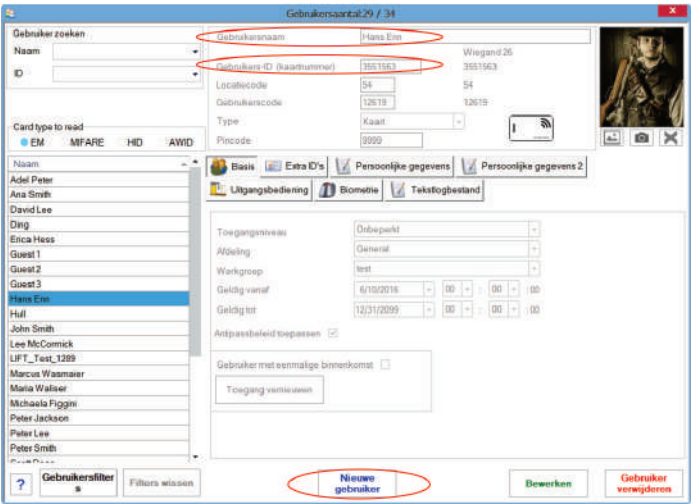 Gebruikersaantal:29 / 34
Gebruiker zoeken
Naam
ID
Card type to read
EM MIFARE HID AWID
Gebruikersnaam Hans Enn
Wiegand 26
Gebruikers-ID (kaartnummer) 3551563 3551563
Locatiecode 54 54
Gebruikerscode 12619 12619
Type Kaart
Pincode 9999
Naam
Adel Peter
Ana Smith
David Lee
Ding
Erica Hess
Guest 1
Guest 2
Guest 3
Hans Enn
Hull
John Smith
Lee McCormick
LIFT_Test_1289
Marcus Wasmaier
Maria Waliser
Michaela Figgini
Peter Jackson
Peter Lee
Peter Smith
Basis Extra ID's Persoonlijke gegevens Persoonlijke gegevens 2
Uitgangsbediening Biometrie Tekstlogbestand
Toegangsniveau Onbeperkt
Afdeling General
Werkgroep test
Geldig vanaf 6/10/2016 00 : 00 :00
Geldig tot 12/31/2099 00 : 00 :00
Antipassbeleid toepassen
Gebruiker met eenmalige binnenkomst
Toegang vernieuwen
?
Gebruikersfilter
s
Filters wissen
Nieuwe
gebruiker
Bewerken
Gebruiker
verwijderen